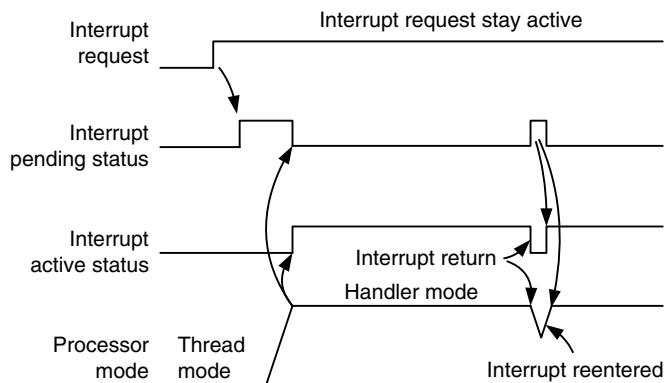 Interrupt request stay active
Interrupt
request
Interrupt
pending status
Interrupt
active status
Interrupt return
Handler mode
Processor
mode
Thread
mode
Interrupt reentered